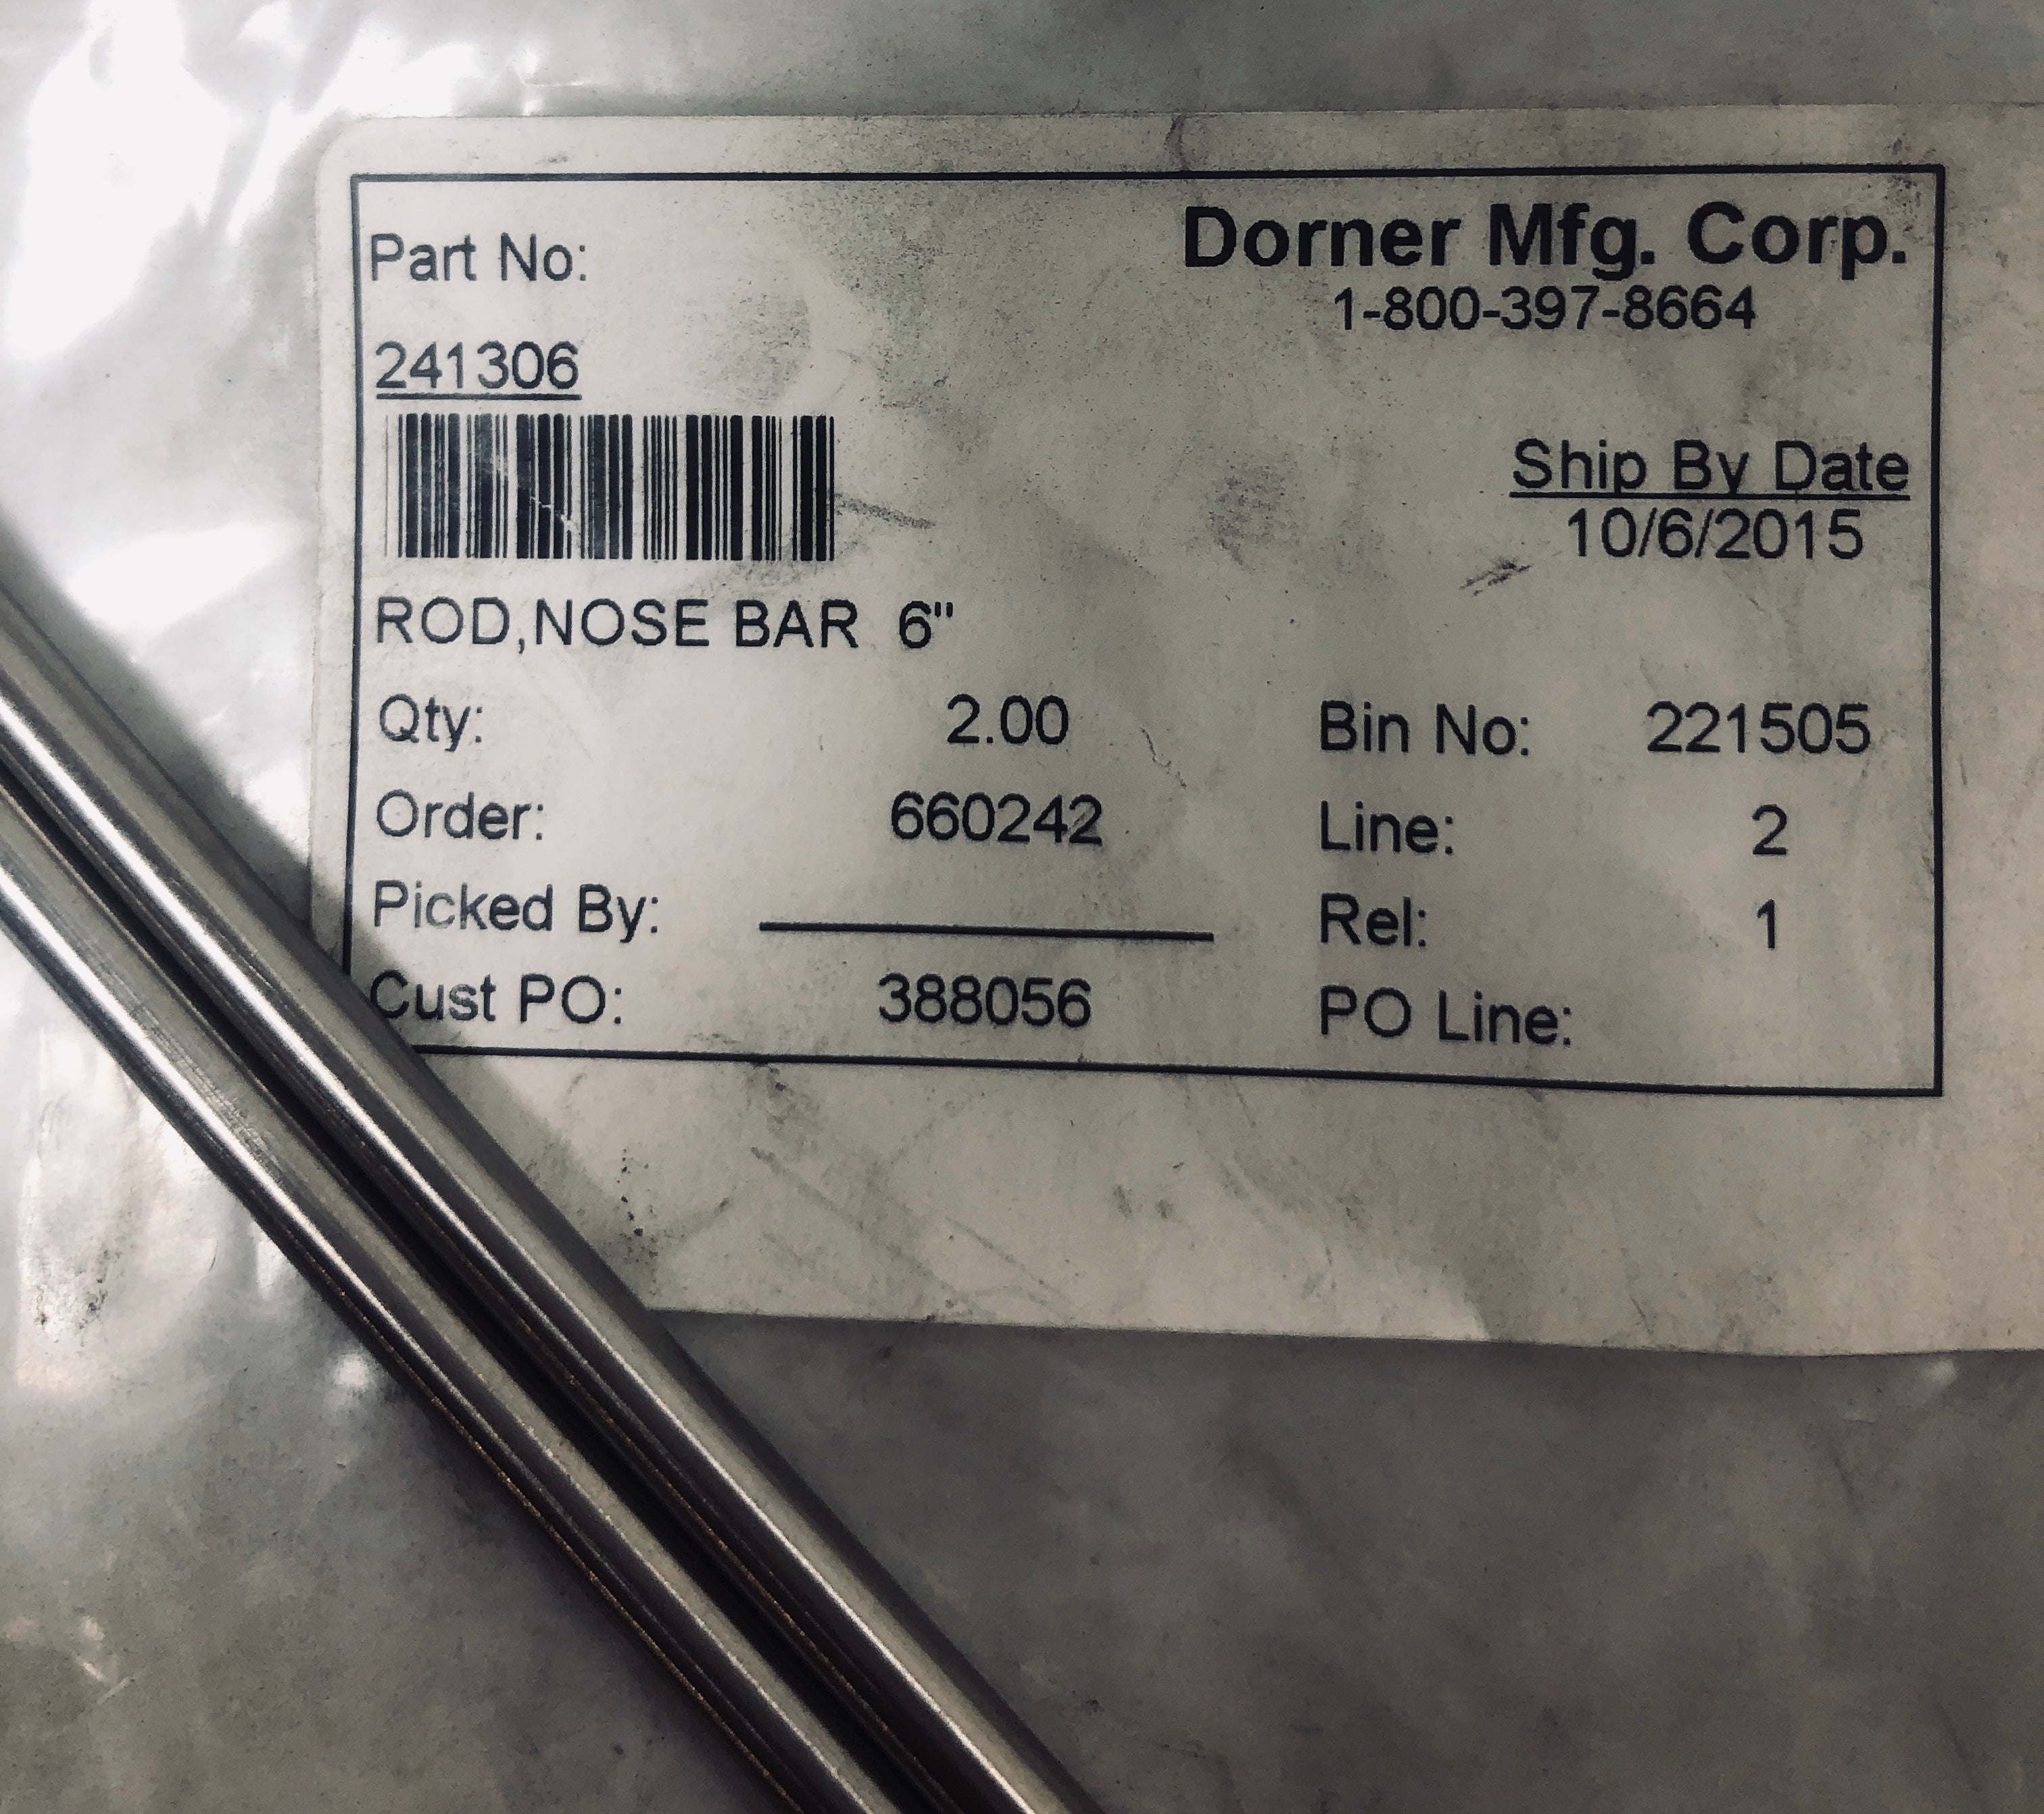 Dorner Mfg. Corp.
1-800-397-8664
Part No:
241306
Ship By Date
10/6/2015
ROD,NOSE BAR 6"
Qty: 2.00 Bin No: 221505
Order: 660242 Line: 2
Picked By: Rel: 1
Cust PO: 388056 PO Line: